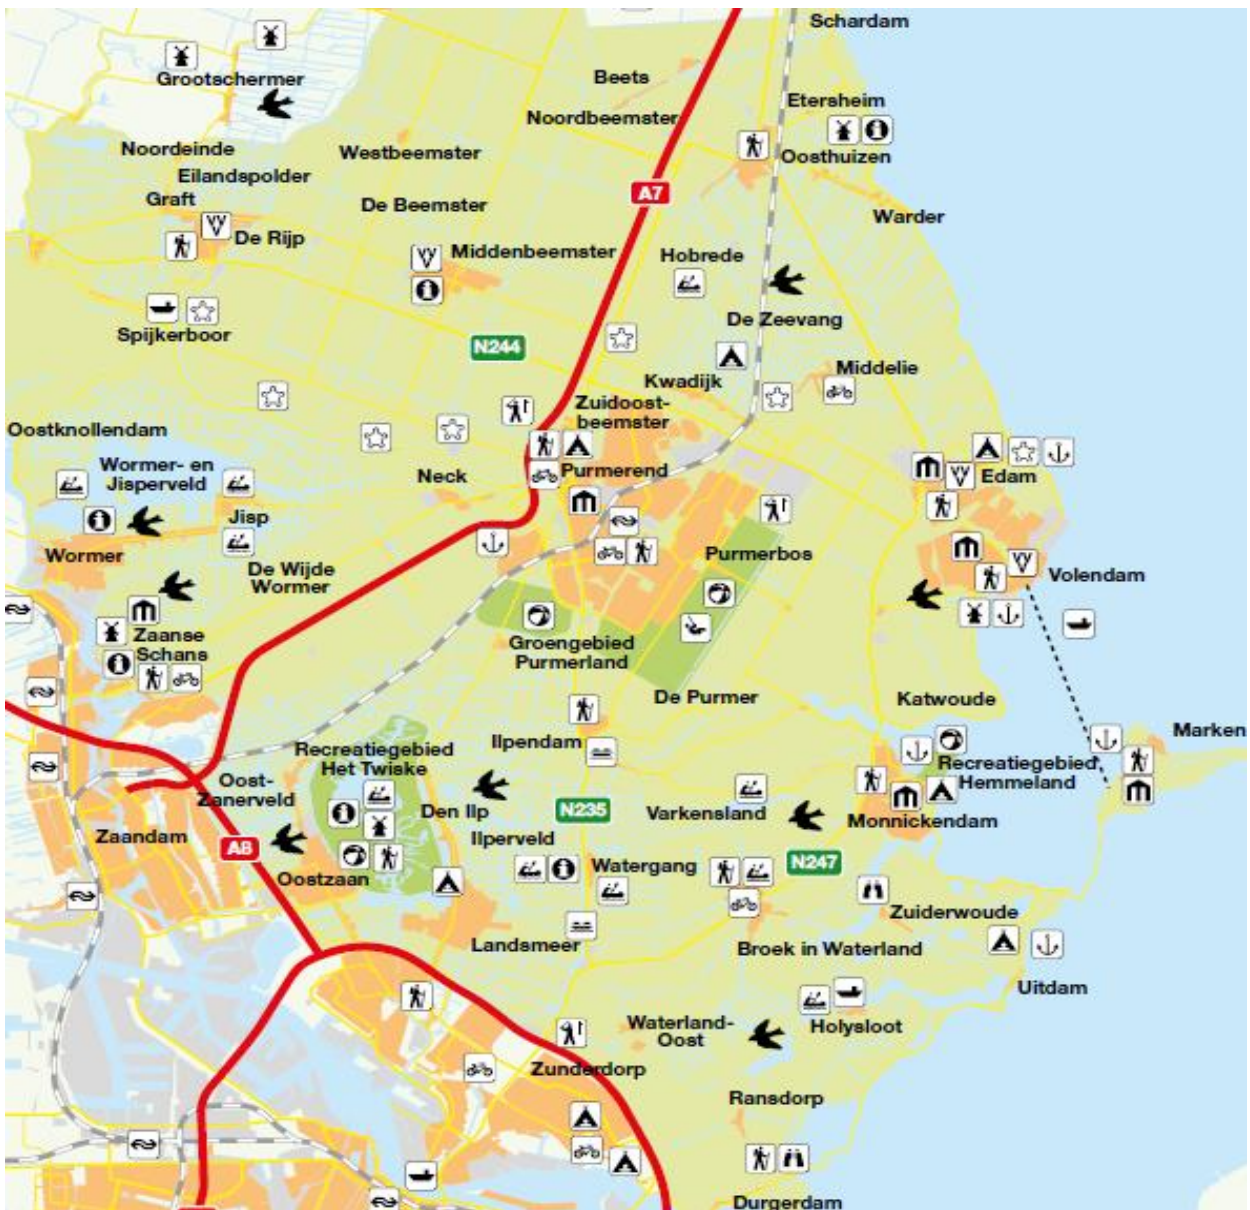 Schardam
Grootschermer
Beets
Noordbeemster
Etersheim
Oosthuizen
Noordeinde
Eilandspolder
Westbeemster
Graft
De Rijp
De Beemster
A7
Warder
Middenbeemster
Hobrede
Spijkerboor
De Zeevang
N244
Kwadijk
Middelie
Zuidoost-
beemster
Oostknollendam
Wormer- en
Jisperveld
Neck
Purmerend
Edam
Jisp
Wormer
De Wijde
Wormer
Purmerbos
Volendam
Zaanse
Schans
Groengebied
Purmerland
De Purmer
Katwoude
Marken
Ilpendam
Recreatiegebied
Het Twiske
Recreatiegebied
Hemmeland
Oost-
Zanerveld
Den Ilp
N235
Varkensland
Monnickendam
Zaandam
A8
Ilperveld
Watergang
N247
Oostzaan
Zuiderwoude
Landsmeer
Broek in Waterland
Uitdam
Waterland-
Oost
Holysloot
Zunderdorp
Ransdorp
Durgerdam